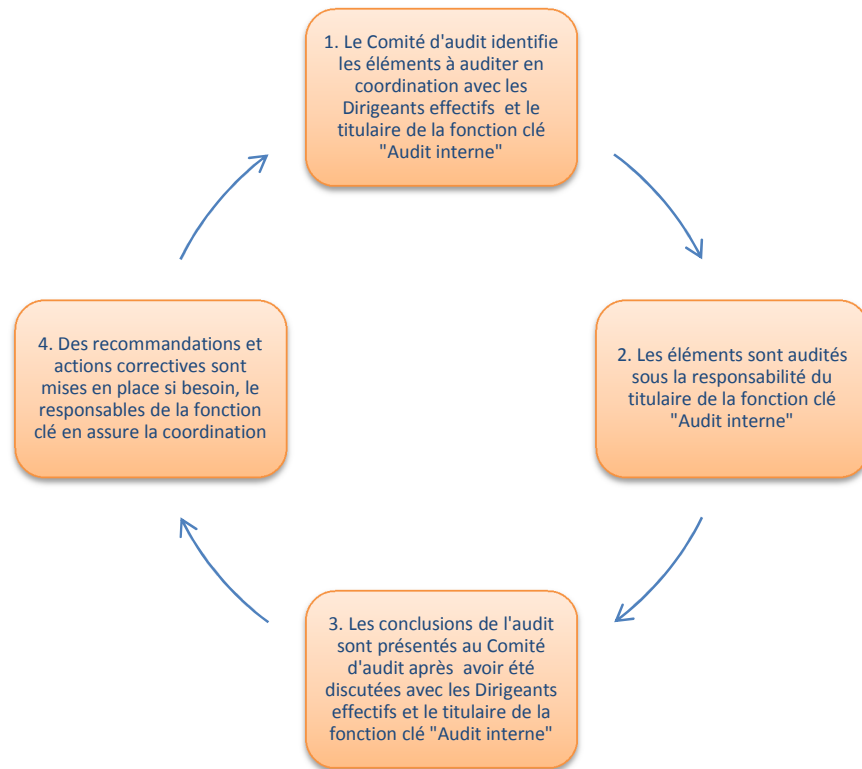 1. Le Comité d'audit identifie
les éléments à auditer en
coordination avec les
Dirigeants effectifs et le
titulaire de la fonction clé
"Audit interne"
2. Les éléments sont audités
sous la responsabilité du
titulaire de la fonction clé
"Audit interne"
3. Les conclusions de l'audit
sont présentés au Comité
d'audit après avoir été
discutées avec les Dirigeants
effectifs et le titulaire de la
fonction clé "Audit interne"
4. Des recommandations et
actions correctives sont
mises en place si besoin, le
responsables de la fonction
clé en assure la coordination